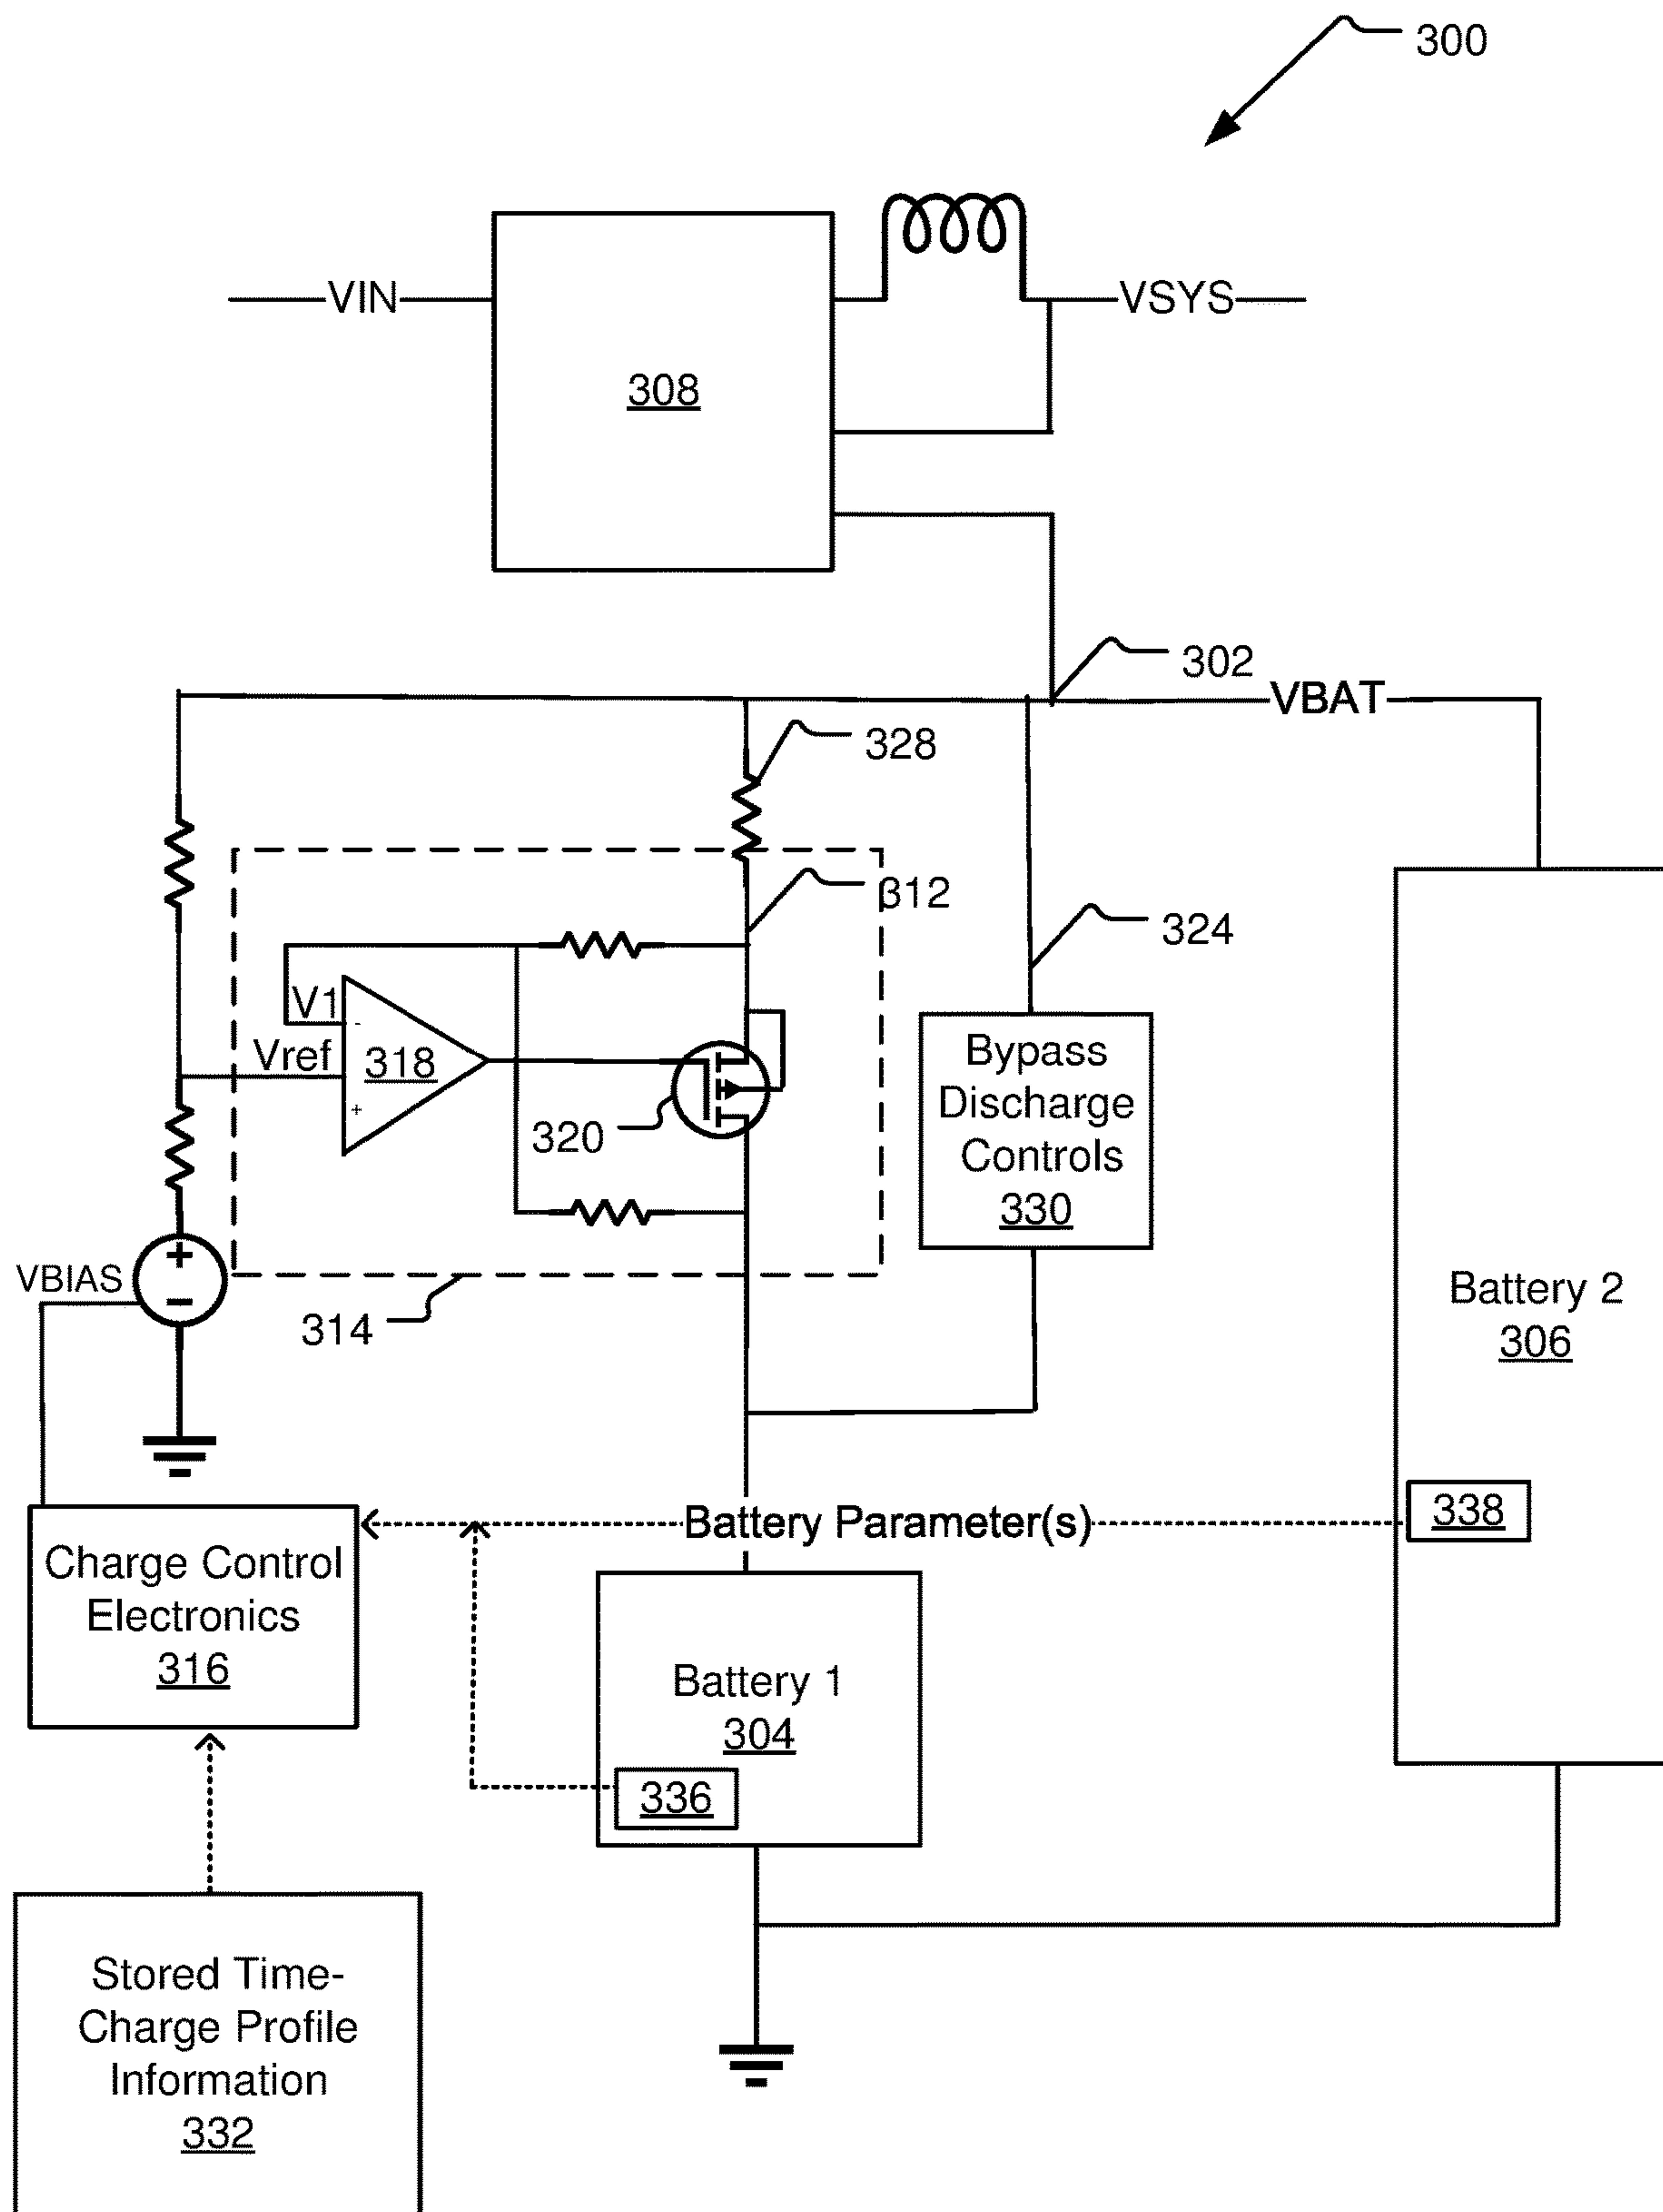 300
VIN
VSYS
308
302
VBAT
328
312
324
V1
Vref
-
318
+
320
Bypass
Discharge
Controls
330
VBIAS
+
−
314
Battery 2
306
Battery Parameter(s)
338
Charge Control
Electronics
316
Battery 1
304
336
Stored Time-
Charge Profile
Information
332